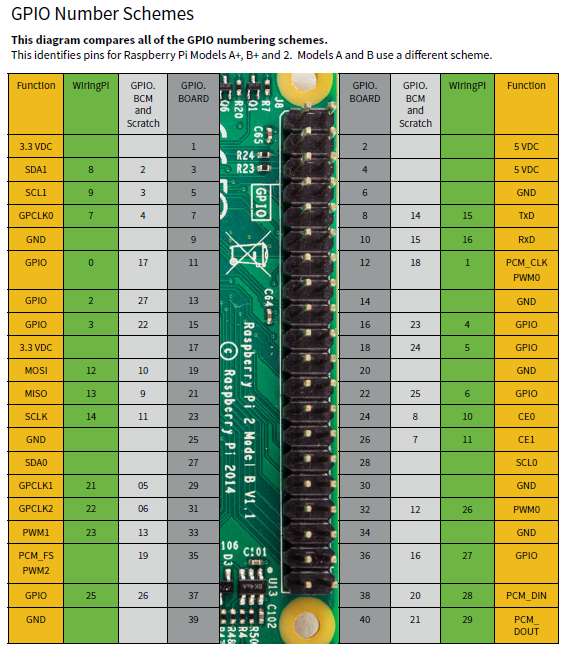 GPIO Number Schemes
This diagram compares all of the GPIO numbering schemes.
This identifies pins for Raspberry Pi Models A+, B+ and 2. Models A and B use a different scheme.
Function WiringPi GPIO. BCM and Scratch GPIO. BOARD
3.3 VDC 1
SDA1 8 2 3
SCL1 9 3 5
GPCLK0 7 4 7
GND 9
GPIO 0 17 11
GPIO 2 27 13
GPIO 3 22 15
3.3 VDC 17
MOSI 12 10 19
MISO 13 9 21
SCLK 14 11 23
GND 25
SDA0 27
GPCLK1 21 05 29
GPCLK2 22 06 31
PWM1 23 13 33
PCM_FS PWM2 19 35
GPIO 25 26 37
GND 39
J8
Q1
R7
R20
C65
R24
R23
GPIO
C64
Raspberry Pi 2 Model B V1.1
© Raspberry Pi 2014
106
C101
D3
U13
C102
GPIO. BOARD GPIO. BCM and Scratch WiringPi Function
2 5 VDC
4 5 VDC
6 GND
8 14 15 TxD
10 15 16 RxD
12 18 1 PCM_CLK PWM0
14 GND
16 23 4 GPIO
18 24 5 GPIO
20 GND
22 25 6 GPIO
24 8 10 CE0
26 7 11 CE1
28 SCL0
30 GND
32 12 26 PWM0
34 GND
36 16 27 GPIO
38 20 28 PCM_DIN
40 21 29 PCM_ DOUT